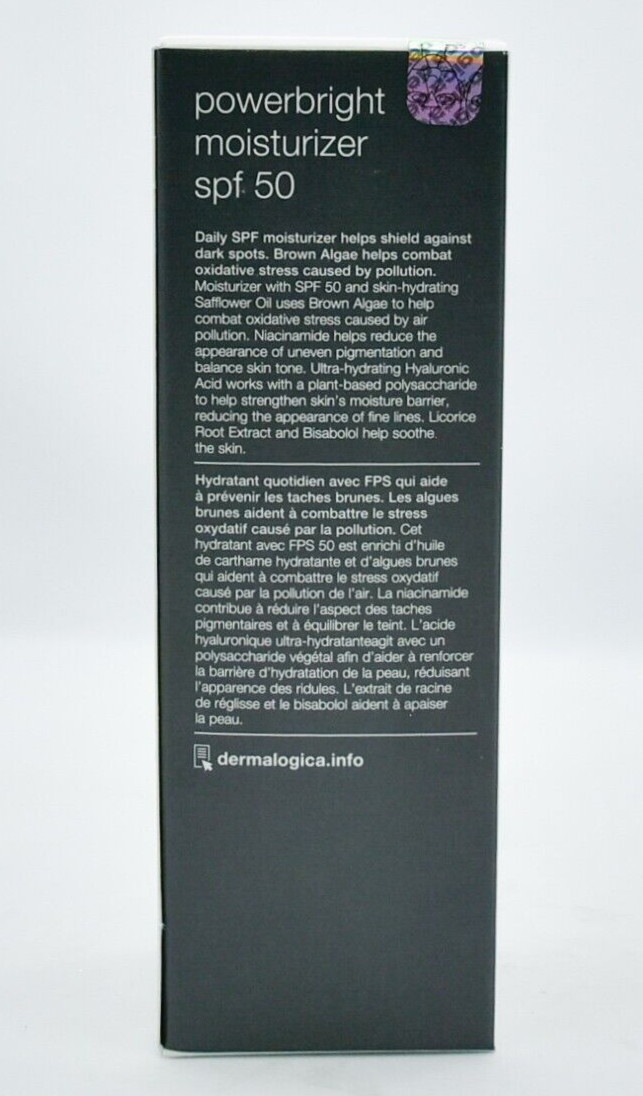 powerbright
moisturizer
spf 50
Daily SPF moisturizer helps shield against
dark spots. Brown Algae helps combat
oxidative stress caused by pollution.
Moisturizer with SPF 50 and skin-hydrating
Safflower Oil uses Brown Algae to help
combat oxidative stress caused by air
pollution. Niacinamide helps reduce the
appearance of uneven pigmentation and
balance skin tone. Ultra-hydrating Hyaluronic
Acid works with a plant-based polysaccharide
to help strengthen skin's moisture barrier,
reducing the appearance of fine lines. Licorice
Root Extract and Bisabolol help soothe
the skin.
Hydratant quotidien avec FPS qui aide
à prévenir les taches brunes. Les algues
brunes aident à combattre le stress
oxydatif causé par la pollution. Cet
hydratant avec FPS 50 est enrichi d'huile
de carthame hydratante et d'algues brunes
qui aident à combattre le stress oxydatif
causé par la pollution de l'air. La niacinamide
contribue à réduire l'aspect des taches
pigmentaires et à équilibrer le teint. L'acide
hyaluronique ultra-hydratanteagit avec un
polysaccharide végétal afin d'aider à renforcer
la barrière d'hydratation de la peau, réduisant
l'apparence des ridules. L'extrait de racine
de réglisse et le bisabolol aident à apaiser
la peau.
dermalogica.info